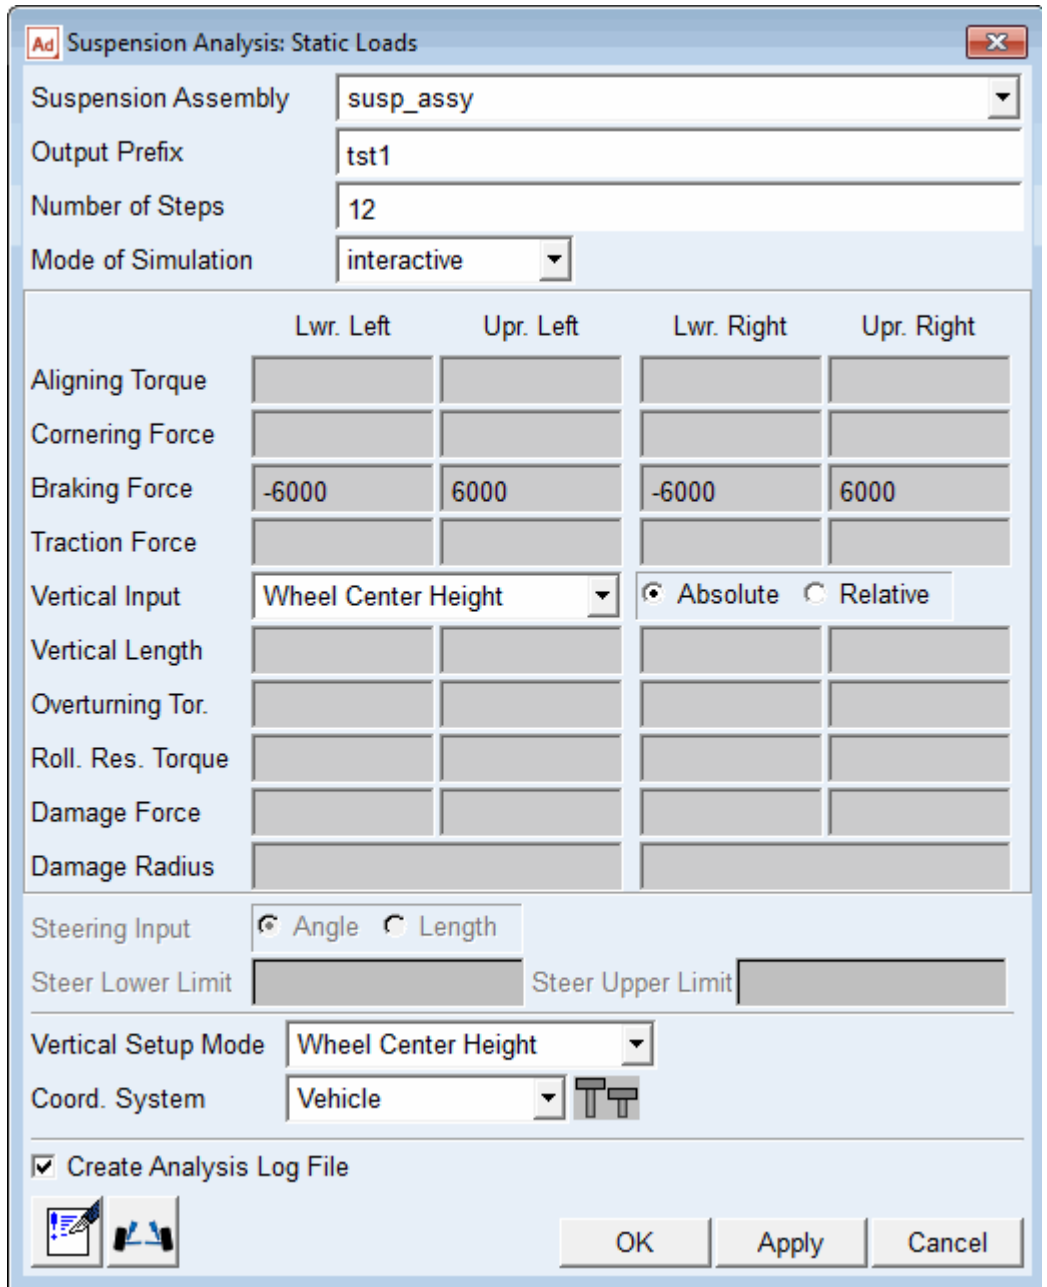 Ad Suspension Analysis: Static Loads
Suspension Assembly susp_assy
Output Prefix tst1
Number of Steps 12
Mode of Simulation interactive
Lwr. Left Upr. Left Lwr. Right Upr. Right
Aligning Torque
Cornering Force
Braking Force -6000 6000 -6000 6000
Traction Force
Vertical Input Wheel Center Height Absolute Relative
Vertical Length
Overturning Tor.
Roll. Res. Torque
Damage Force
Damage Radius
Steering Input Angle Length
Steer Lower Limit Steer Upper Limit
Vertical Setup Mode Wheel Center Height
Coord. System Vehicle
Create Analysis Log File
OK Apply Cancel